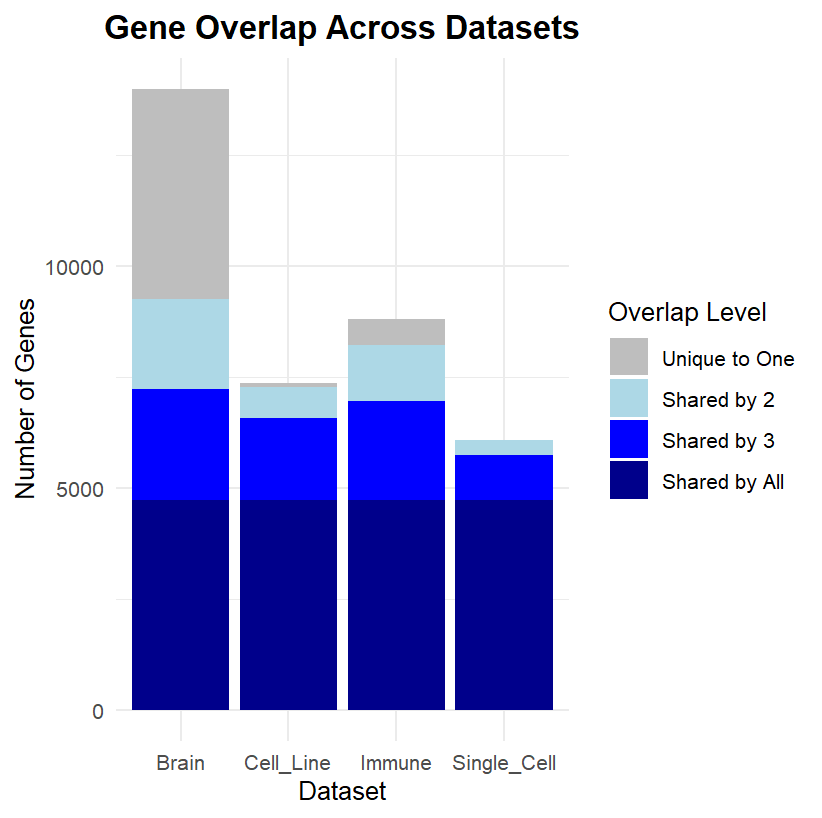 Gene Overlap Across Datasets
Number of Genes
10000
5000
0
Brain
Cell_Line
Immune
Single_Cell
Dataset
Overlap Level
Unique to One
Shared by 2
Shared by 3
Shared by All